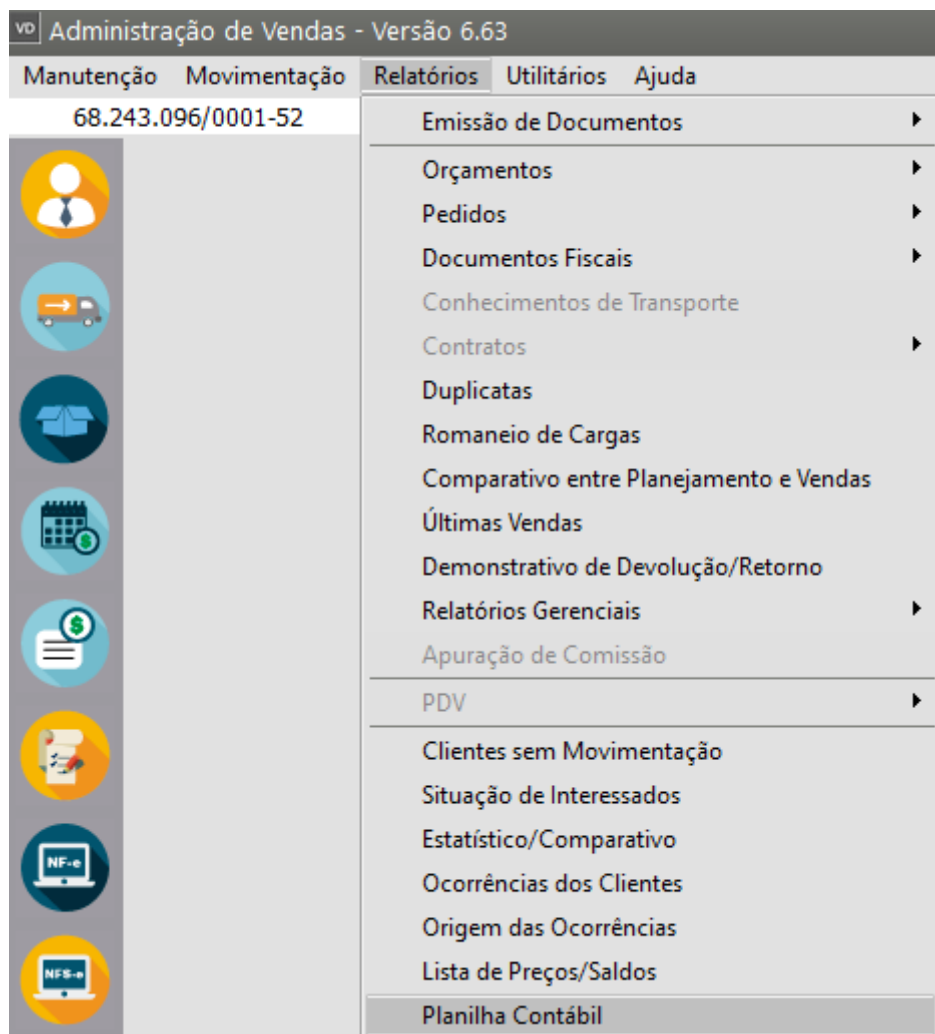 VD Administração de Vendas - Versão 6.63
Manutenção Movimentação Relatórios Utilitários Ajuda
68.243.096/0001-52
Emissão de Documentos
Orçamentos
Pedidos
Documentos Fiscais
Conhecimentos de Transporte
Contratos
Duplicatas
Romaneio de Cargas
Comparativo entre Planejamento e Vendas
Últimas Vendas
Demonstrativo de Devolução/Retorno
Relatórios Gerenciais
Apuração de Comissão
PDV
Clientes sem Movimentação
Situação de Interessados
Estatístico/Comparativo
NF-e
Ocorrências dos Clientes
Origem das Ocorrências
NFS-e
Lista de Preços/Saldos
Planilha Contábil